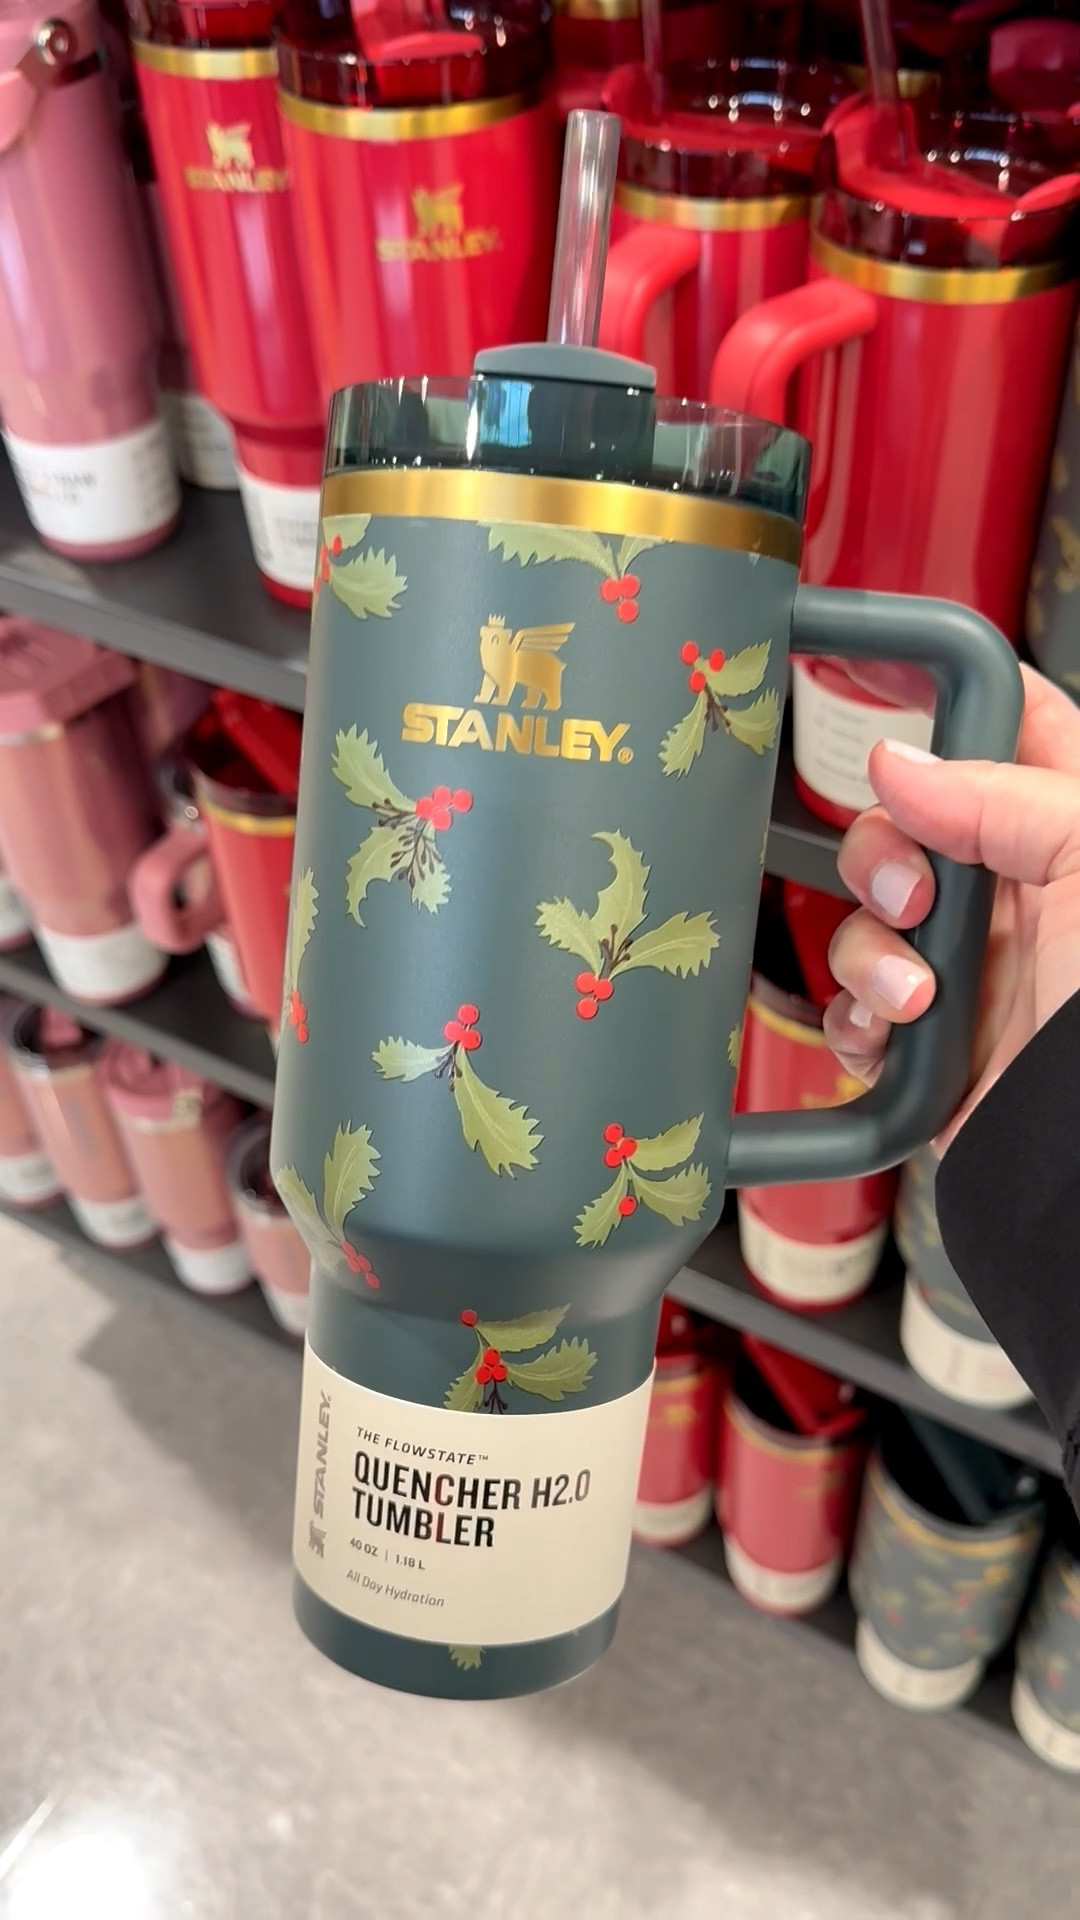 STANLEY
STANLEY
STANLEY®
STANLEY
THE FLOWSTATE™
QUENCHER H2.0
TUMBLER
40 OZ | 1.18 L
All Day Hydration